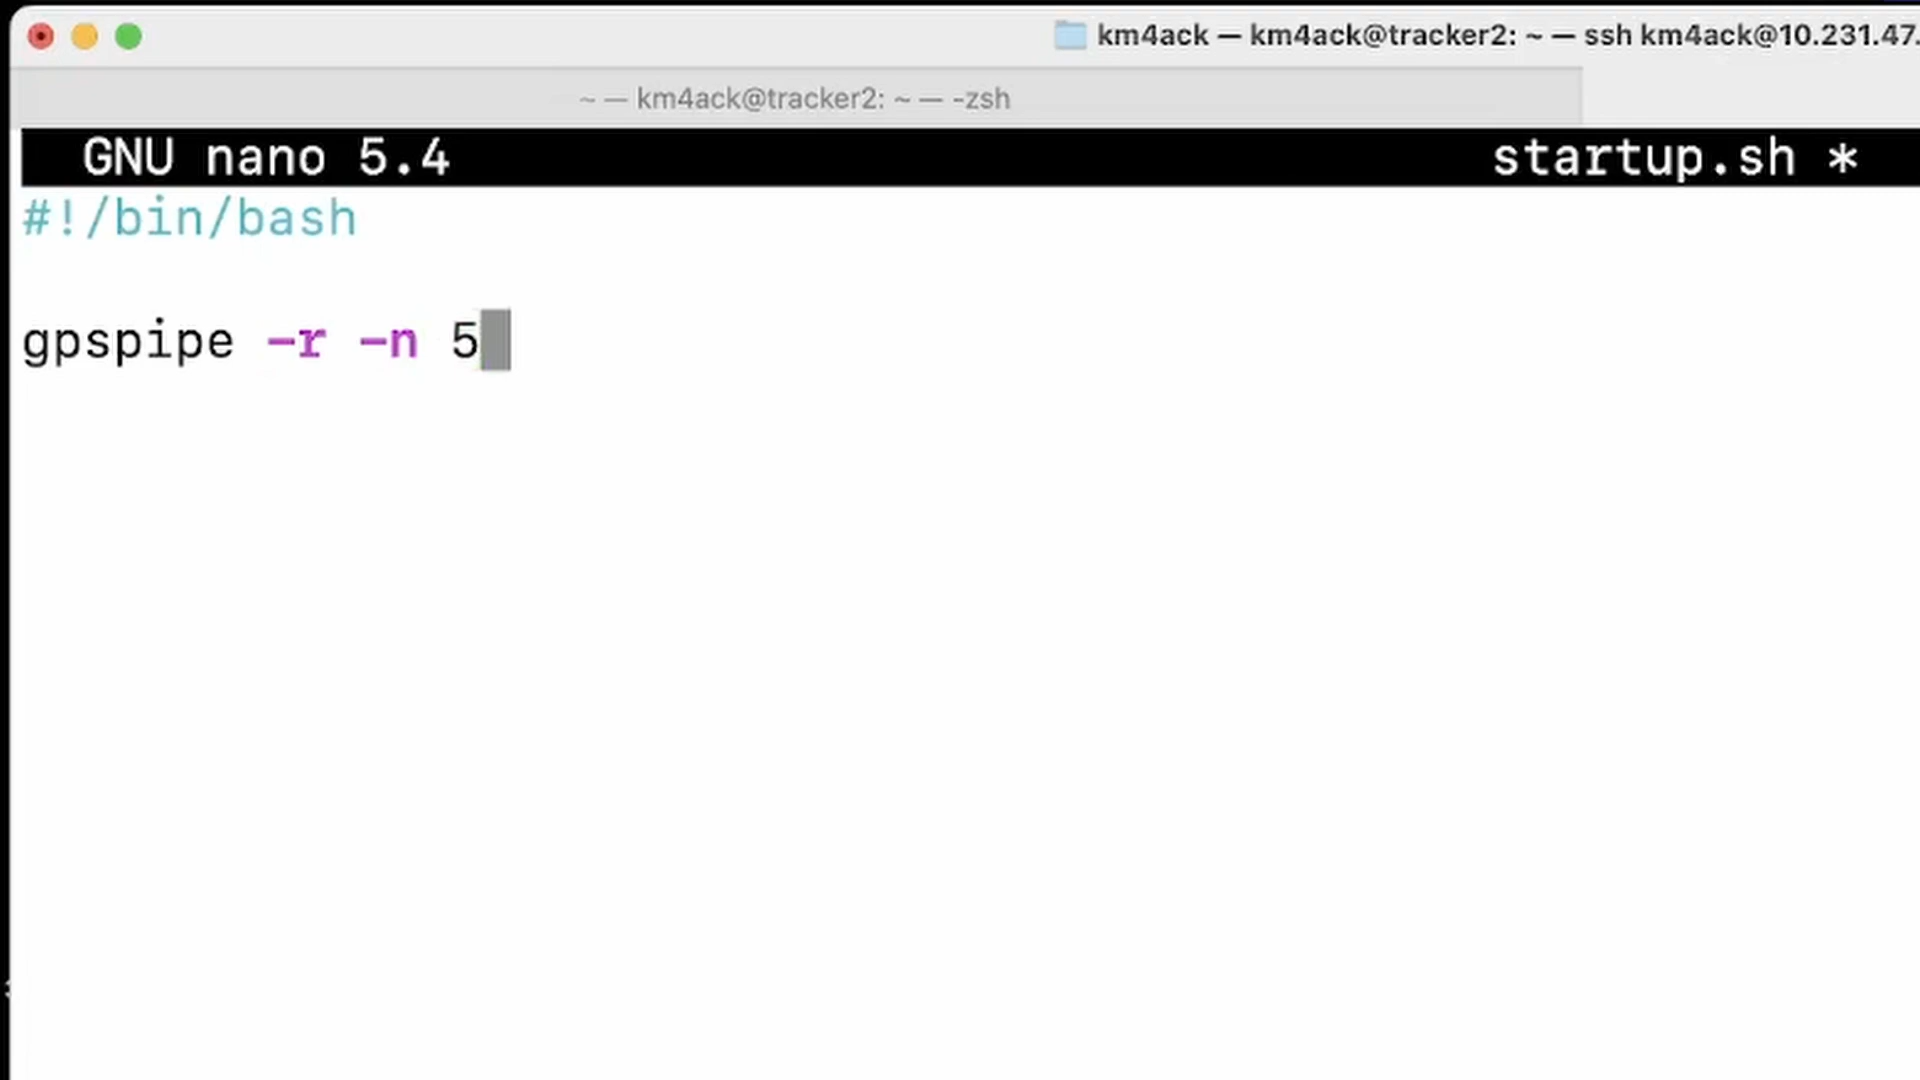 km4ack — km4ack@tracker2: ~ — ssh km4ack@10.231.47.
~ — km4ack@tracker2: ~ — -zsh
GNU nano 5.4 startup.sh *
#!/bin/bash
gpspipe -r -n 5